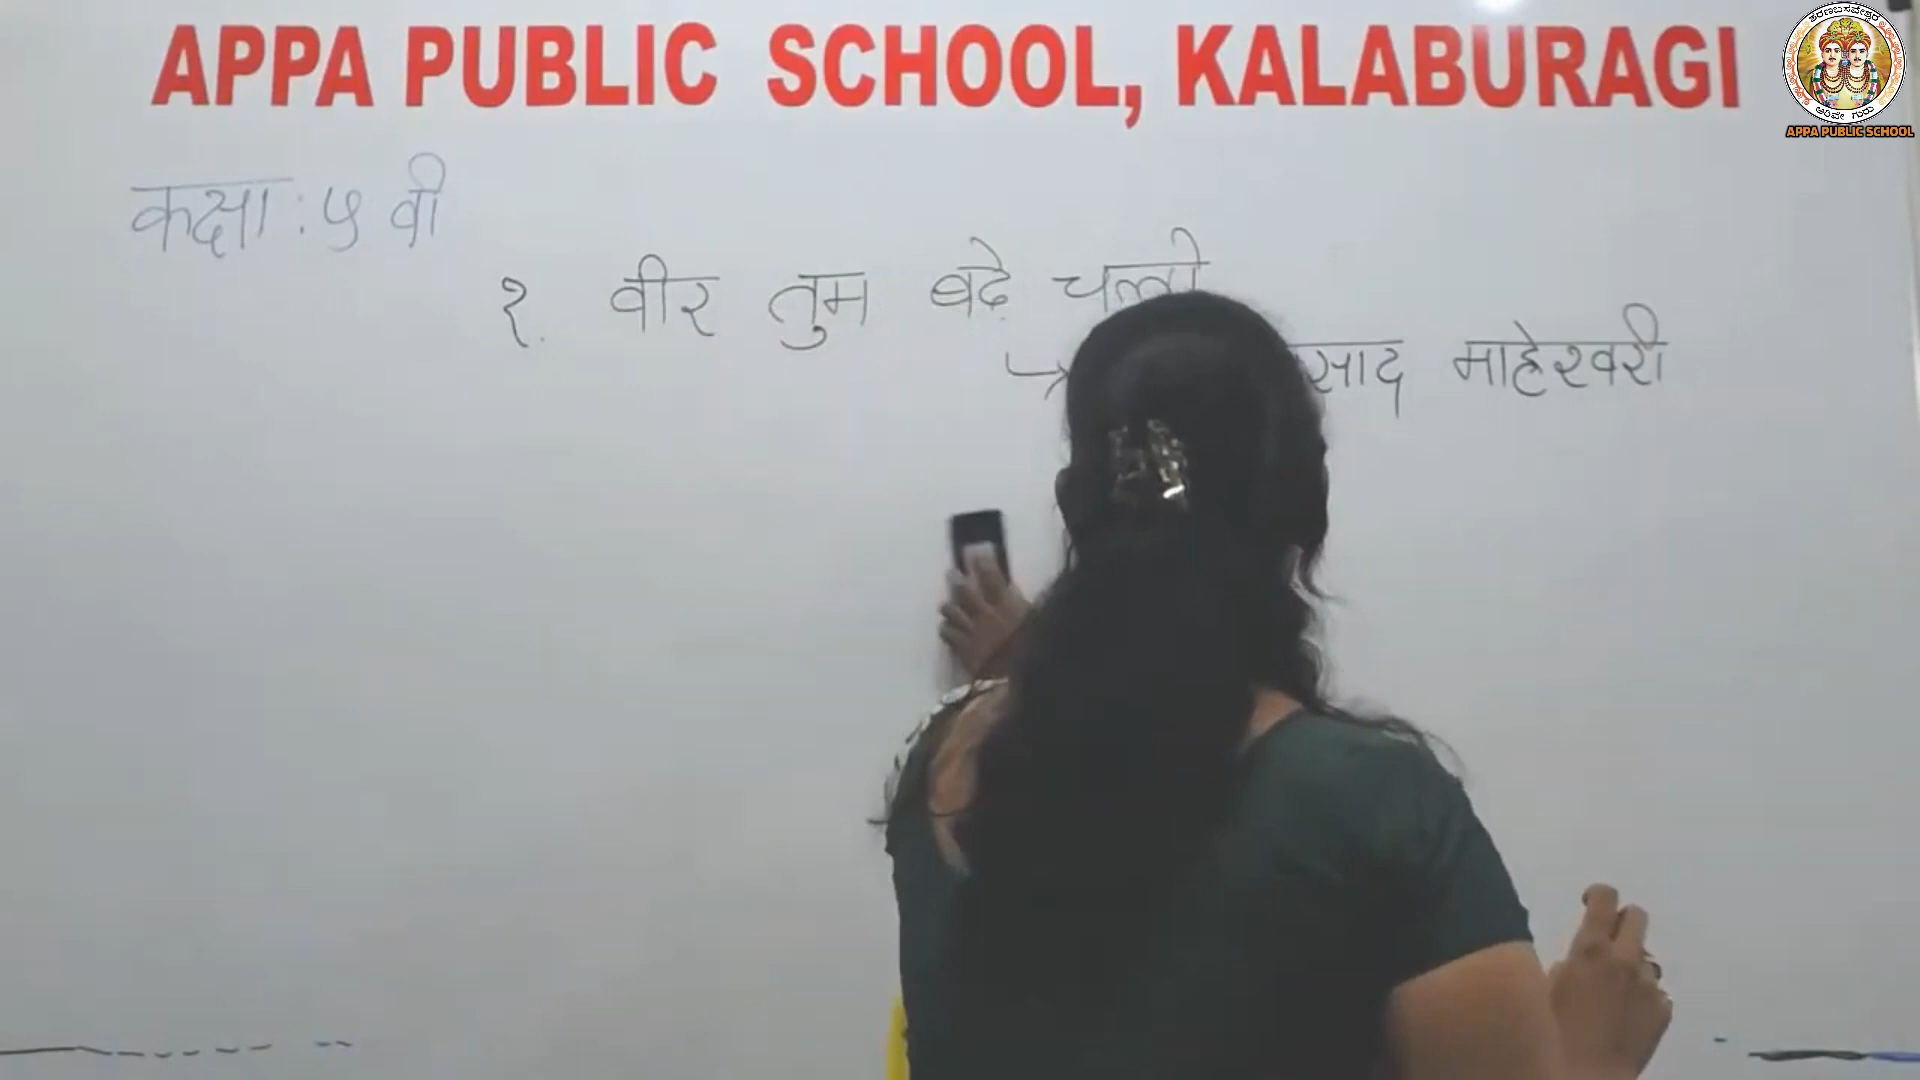 APPA PUBLIC SCHOOL, KALABURAGI
APPA PUBLIC SCHOOL
कक्षा : ५ वी
१. वीर तुम बढे चलो
→ साद माहेश्वरी